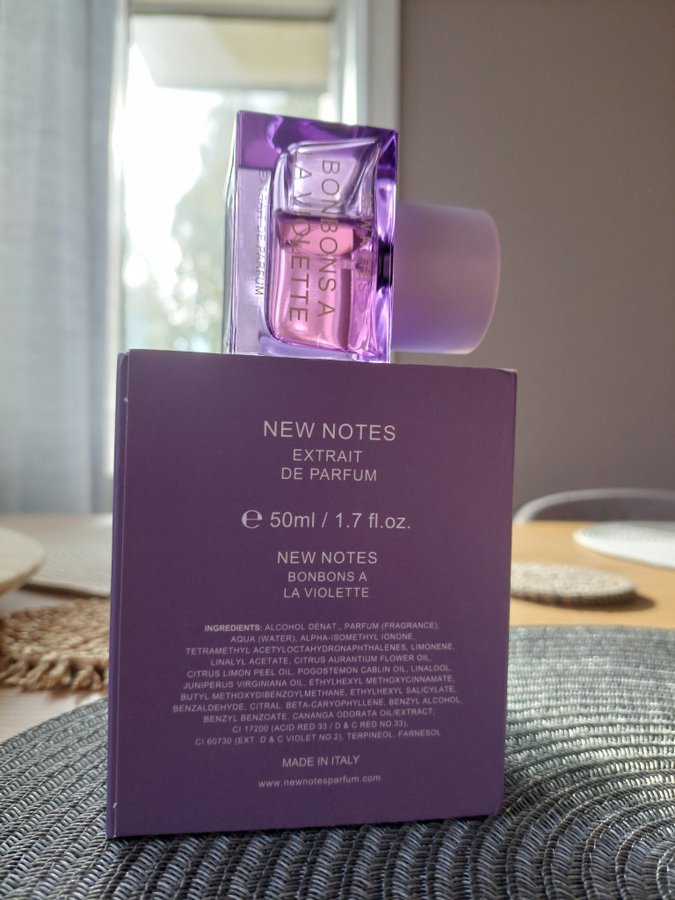 BONBONS A
LA VIOLETTE
DE PARFUM
NEW NOTES
EXTRAIT
DE PARFUM
℮ 50ml / 1.7 fl.oz.
NEW NOTES
BONBONS A
LA VIOLETTE
INGREDIENTS: ALCOHOL DENAT., PARFUM (FRAGRANCE),
AQUA (WATER), ALPHA-ISOMETHYL IONONE,
TETRAMETHYL ACETYLOCTAHYDRONAPHTHALENES, LIMONENE,
LINALYL ACETATE, CITRUS AURANTIUM FLOWER OIL,
CITRUS LIMON PEEL OIL, POGOSTEMON CABLIN OIL, LINALOOL,
JUNIPERUS VIRGINIANA OIL, ETHYLHEXYL METHOXYCINNAMATE,
BUTYL METHOXYDIBENZOYLMETHANE, ETHYLHEXYL SALICYLATE,
BENZALDEHYDE, CITRAL, BETA-CARYOPHYLLENE, BENZYL ALCOHOL,
BENZYL BENZOATE, CANANGA ODORATA OIL/EXTRACT,
CI 17200 (ACID RED 33 / D & C RED NO.33),
CI 60730 (EXT. D & C VIOLET NO.2), TERPINEOL, FARNESOL
MADE IN ITALY
www.newnotesparfum.com